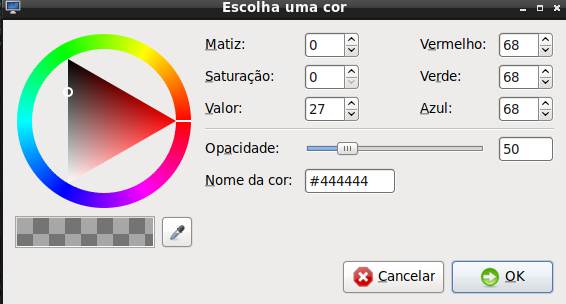 Escolha uma cor
Matiz: 0 Vermelho: 68
Saturação: 0 Verde: 68
Valor: 27 Azul: 68
Opacidade: 50
Nome da cor: #444444
Cancelar OK